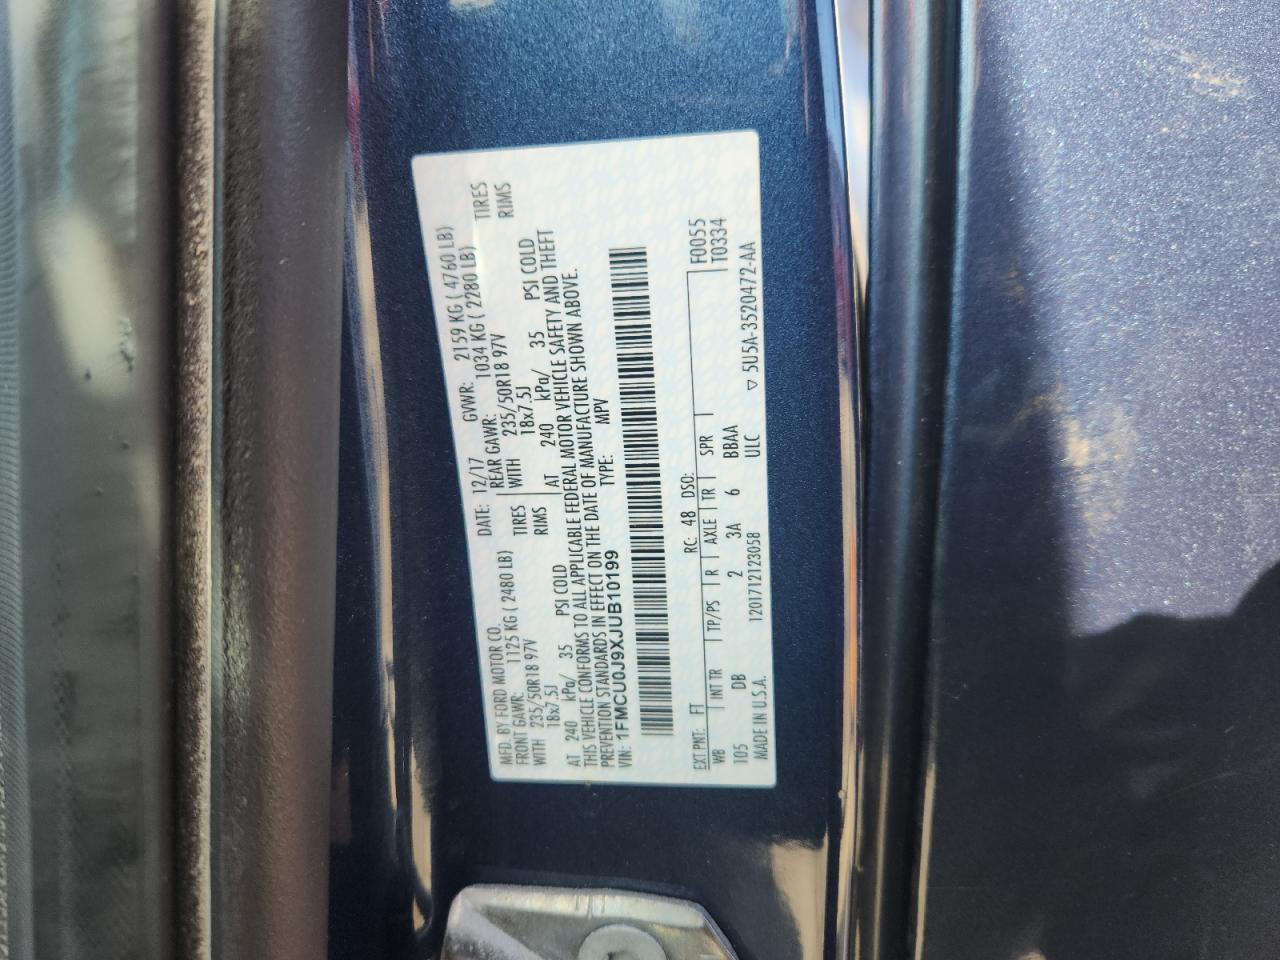 MFD. BY FORD MOTOR CO.
DATE: 12/17 GVWR: 2159 KG ( 4760 LB)
FRONT GAWR: 1125 KG ( 2480 LB) REAR GAWR: 1034 KG ( 2280 LB)
WITH 235/50R18 97V TIRES WITH 235/50R18 97V TIRES
18x7.5J RIMS 18x7.5J RIMS
AT 240 kPa/ 35 PSI COLD AT 240 kPa/ 35 PSI COLD
THIS VEHICLE CONFORMS TO ALL APPLICABLE FEDERAL MOTOR VEHICLE SAFETY AND THEFT
PREVENTION STANDARDS IN EFFECT ON THE DATE OF MANUFACTURE SHOWN ABOVE.
VIN: 1FMCU0J9XJUB10199 TYPE: MPV
F0055
EXT PNT: FT RC: 48 DSO: T0334
WB INT TR TP/PS R AXLE TR SPR
105 DB 2 3A 6 BBAA
MADE IN U.S.A. 1201712123058 ULC ▽ 5U5A-3520472-AA